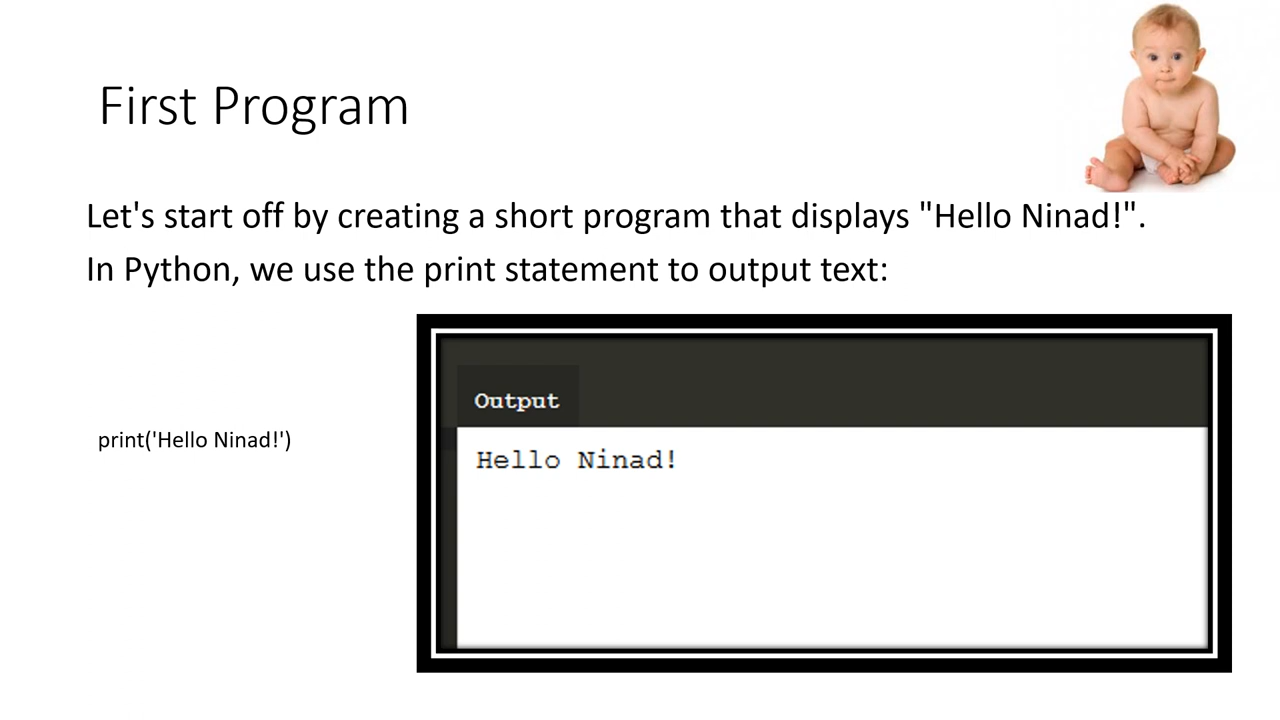 First Program
Let's start off by creating a short program that displays "Hello Ninad!".
In Python, we use the print statement to output text:
print('Hello Ninad!')
Output
Hello Ninad!